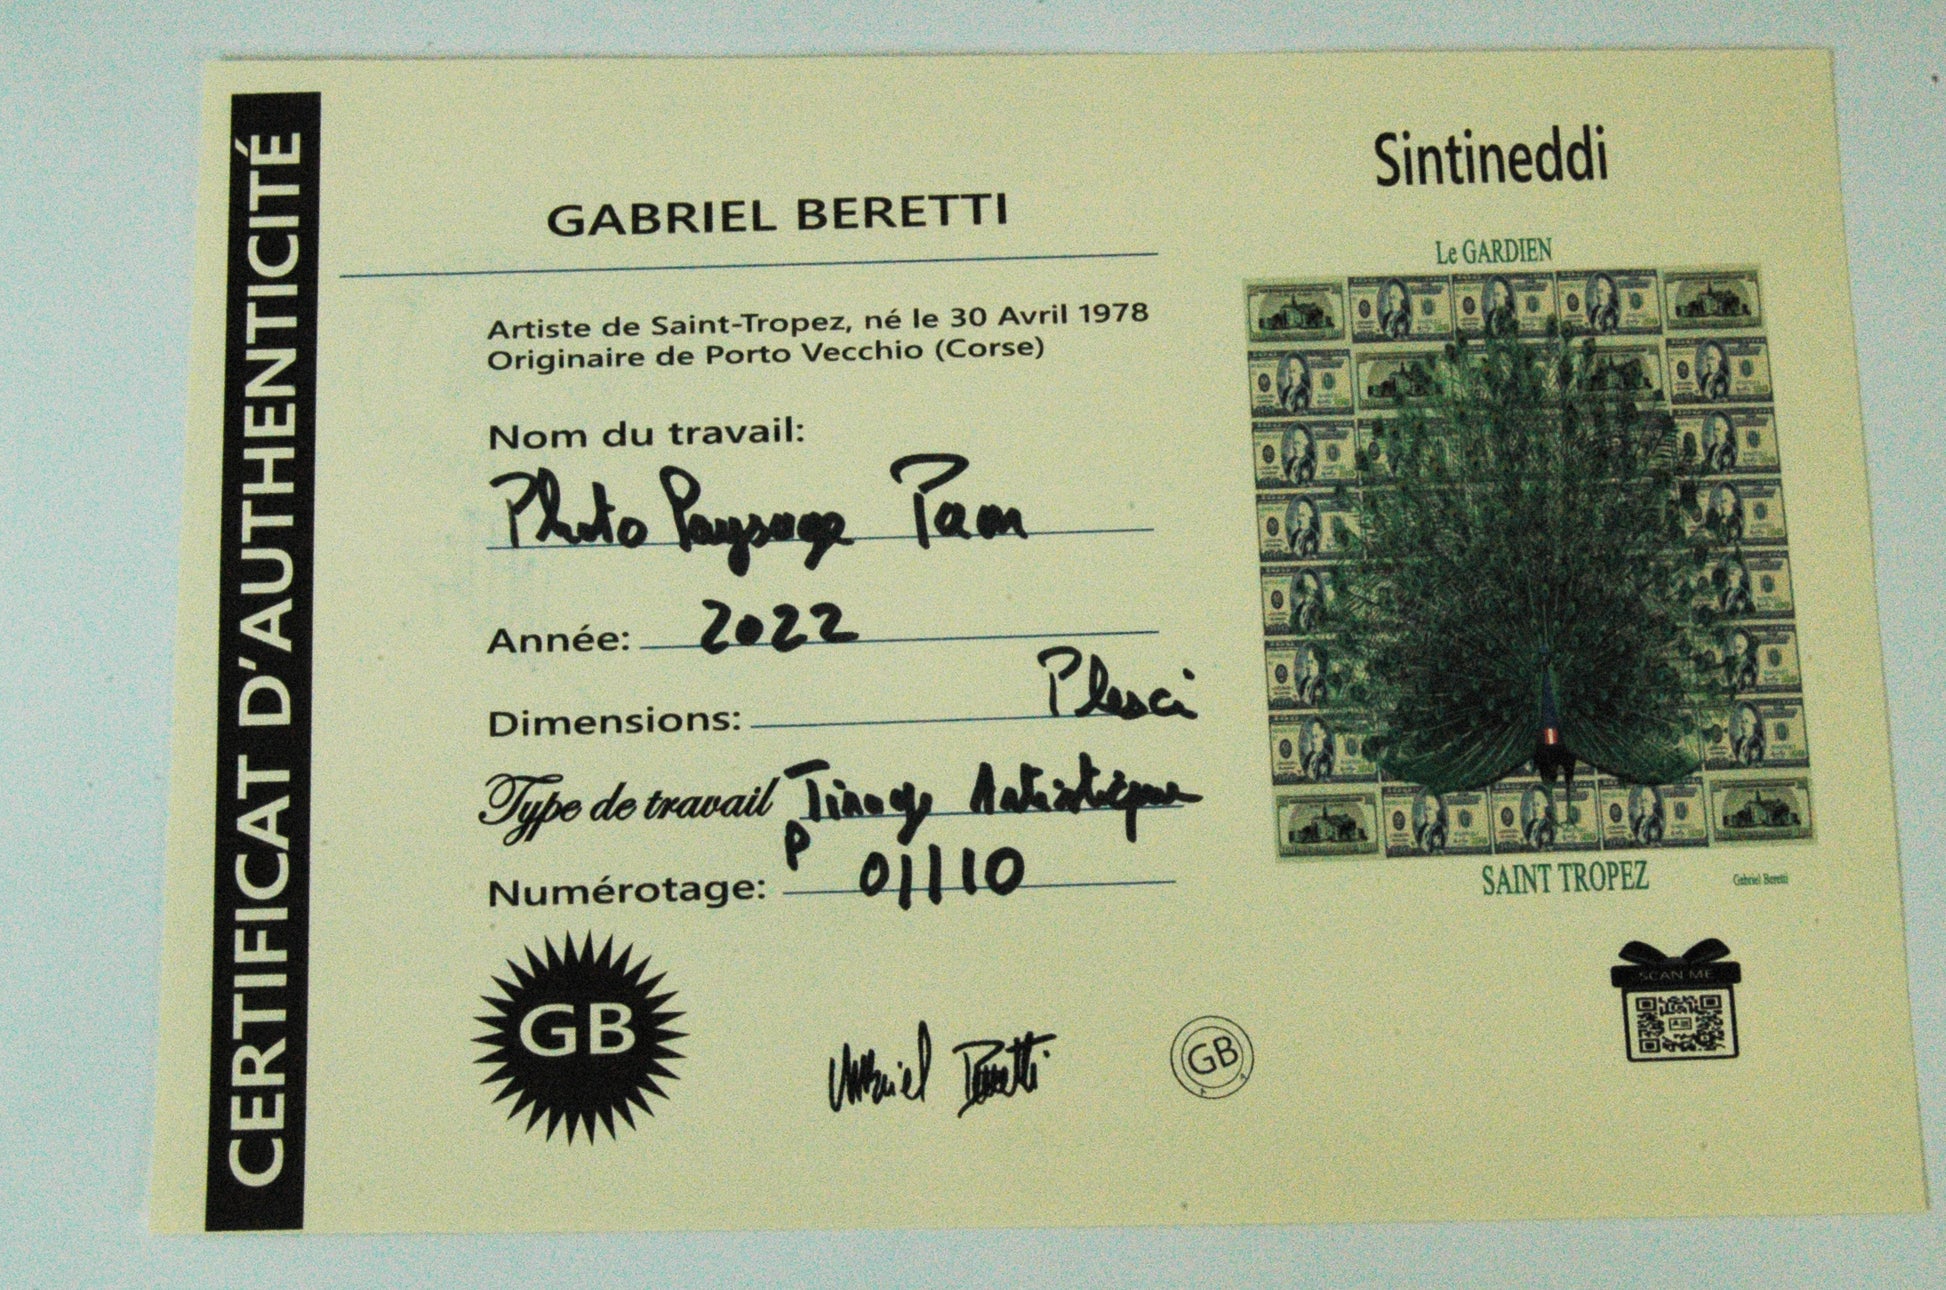 CERTIFICAT D'AUTHENTICITÉ
GABRIEL BERETTI
Artiste de Saint-Tropez, né le 30 Avril 1978
Originaire de Porto Vecchio (Corse)
Nom du travail:
Photo Paysage Paon
Année: 2022
Dimensions: Plexi
Type de travail Tirage Artistique
P
Numérotage: 01/10
GB
Gabriel Beretti
GB
Sintineddi
Le GARDIEN
SAINT TROPEZ
Gabriel Beretti
SCAN ME